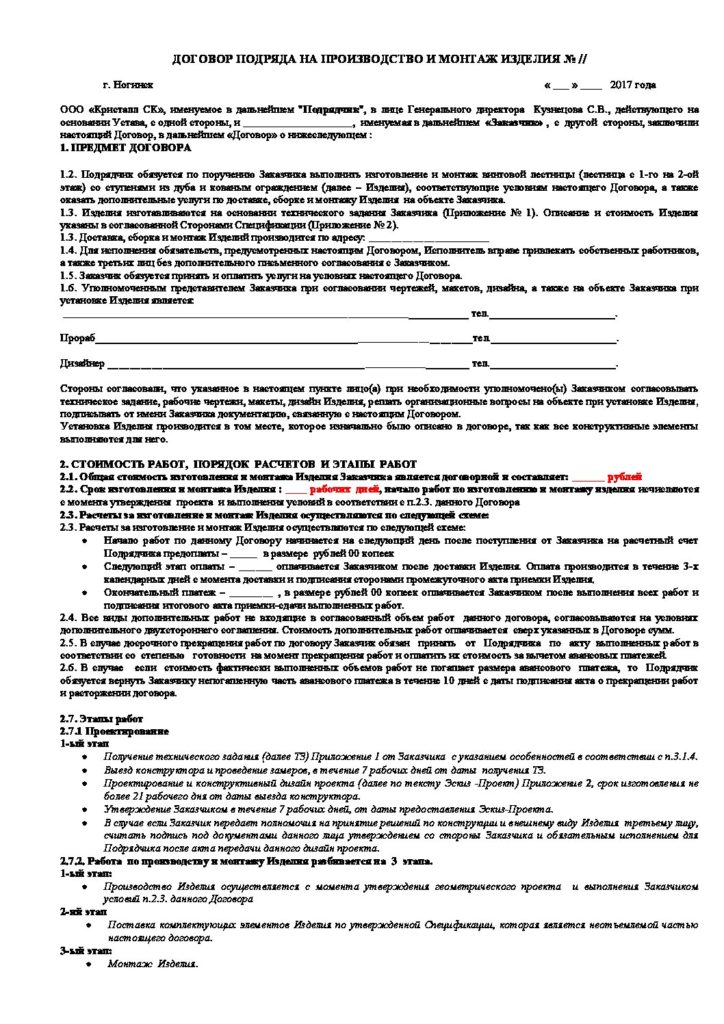 ДОГОВОР ПОДРЯДА НА ПРОИЗВОДСТВО И МОНТАЖ ИЗДЕЛИЯ № //
г. Ногинск « ___ » ____ 2017 года
ООО «Кристалл СК», именуемое в дальнейшем "Подрядчик", в лице Генерального директора Кузнецова С.В., действующего на
основании Устава, с одной стороны, и ____________________, именуемая в дальнейшем «Заказчик» , с другой стороны, заключили
настоящий Договор, в дальнейшем «Договор» о нижеследующем :
1. ПРЕДМЕТ ДОГОВОРА
1.2. Подрядчик обязуется по поручению Заказчика выполнить изготовление и монтаж винтовой лестницы (лестница с 1-го на 2-ой
этаж) со ступенями из дуба и кованым ограждением (далее – Изделия), соответствующие условиям настоящего Договора, а также
оказать дополнительные услуги по доставке, сборке и монтажу Изделия на объекте Заказчика.
1.3. Изделия изготавливаются на основании технического задания Заказчика (Приложение № 1). Описание и стоимость Изделия
указаны в согласованной Сторонами Спецификации (Приложение № 2).
1.3. Доставка, сборка и монтаж Изделий производится по адресу: ______________________
1.4. Для исполнения обязательств, предусмотренных настоящим Договором, Исполнитель вправе привлекать собственных работников,
а также третьих лиц без дополнительного письменного согласования с Заказчиком.
1.5. Заказчик обязуется принять и оплатить услуги на условиях настоящего Договора.
1.6. Уполномоченным представителем Заказчика при согласовании чертежей, макетов, дизайна, а также на объекте Заказчика при
установке Изделия является:
__________________________________________________________________________ тел._______________________.
Прораб_____________________________________________________________________тел._______________________.
Дизайнер __________________________________________________________________ тел._______________________.
Стороны согласовали, что указанное в настоящем пункте лицо(а) при необходимости уполномочено(ы) Заказчиком согласовывать
техническое задание, рабочие чертежи, макеты, дизайн Изделия, решать организационные вопросы на объекте при установке Изделия,
подписывать от имени Заказчика документацию, связанную с настоящим Договором.
Установка Изделия производится в том месте, которое изначально было описано в договоре, так как все конструктивные элементы
выполняются для него.
2. СТОИМОСТЬ РАБОТ, ПОРЯДОК РАСЧЕТОВ И ЭТАПЫ РАБОТ
2.1. Общая стоимость изготовления и монтажа Изделия Заказчика является договорной и составляет: ______ рублей
2.2. Срок изготовления и монтажа Изделия : ____ рабочих дней, начало работ по изготовлению и монтажу изделия исчисляются
с момента утверждения проекта и выполнения условий в соответствии с п.2.3. данного Договора
2.3. Расчеты за изготовление и монтаж Изделия осуществляются по следующей схеме:
2.3. Расчеты за изготовление и монтаж Изделия осуществляются по следующей схеме:
• Начало работ по данному Договору начинается на следующий день после поступления от Заказчика на расчетный счет
Подрядчика предоплаты – _____ в размере рублей 00 копеек
• Следующий этап оплаты – ______ оплачивается Заказчиком после доставки Изделия. Оплата производится в течение 3-х
календарных дней с момента доставки и подписания сторонами промежуточного акта приемки Изделия.
• Окончательный платеж – ________ , в размере рублей 00 копеек оплачивается Заказчиком после выполнения всех работ и
подписания итогового акта приемки-сдачи выполненных работ.
2.4. Все виды дополнительных работ не входящие в согласованный объем работ данного договора, согласовываются на условиях
дополнительного двухстороннего соглашения. Стоимость дополнительных работ оплачивается сверх указанных в Договоре сумм.
2.5. В случае досрочного прекращения работ по договору Заказчик обязан принять от Подрядчика по акту выполненных работ в
соответствии со степенью готовности на момент прекращения работ и оплатить их стоимость за вычетом авансовых платежей.
2.6. В случае если стоимость фактически выполненных объемов работ не погашает размера авансового платежа, то Подрядчик
обязуется вернуть Заказчику непогашенную часть авансового платежа в течение 10 дней с даты подписания акта о прекращении работ
и расторжении договора.
2.7. Этапы работ
2.7.1 Проектирование
1-ый этап
• Получение технического задания (далее ТЗ) Приложение 1 от Заказчика с указанием особенностей в соответствии с п.3.1.4.
• Выезд конструктора и проведение замеров, в течение 7 рабочих дней от даты получения ТЗ.
• Проектирование и конструктивный дизайн проекта (далее по тексту Эскиз -Проект) Приложение 2, срок изготовления не
более 21 рабочего дня от даты выезда конструктора.
• Утверждение Заказчиком в течение 7 рабочих дней, от даты предоставления Эскиз-Проекта.
• В случае если Заказчик передает полномочия на принятие решений по конструкции и внешнему виду Изделия третьему лицу,
считать подпись под документами данного лица утверждением со стороны Заказчика и обязательным исполнением для
Подрядчика после акта передачи данного дизайн проекта.
2.7.2. Работа по производству и монтажу Изделия разбивается на 3 этапа.
1-ый этап:
• Производство Изделия осуществляется с момента утверждения геометрического проекта и выполнения Заказчиком
условий п.2.3. данного Договора
2-ий этап
• Поставка комплектующих элементов Изделия по утвержденной Спецификации, которая является неотъемлемой частью
настоящего договора.
3-ый этап:
• Монтаж Изделия.